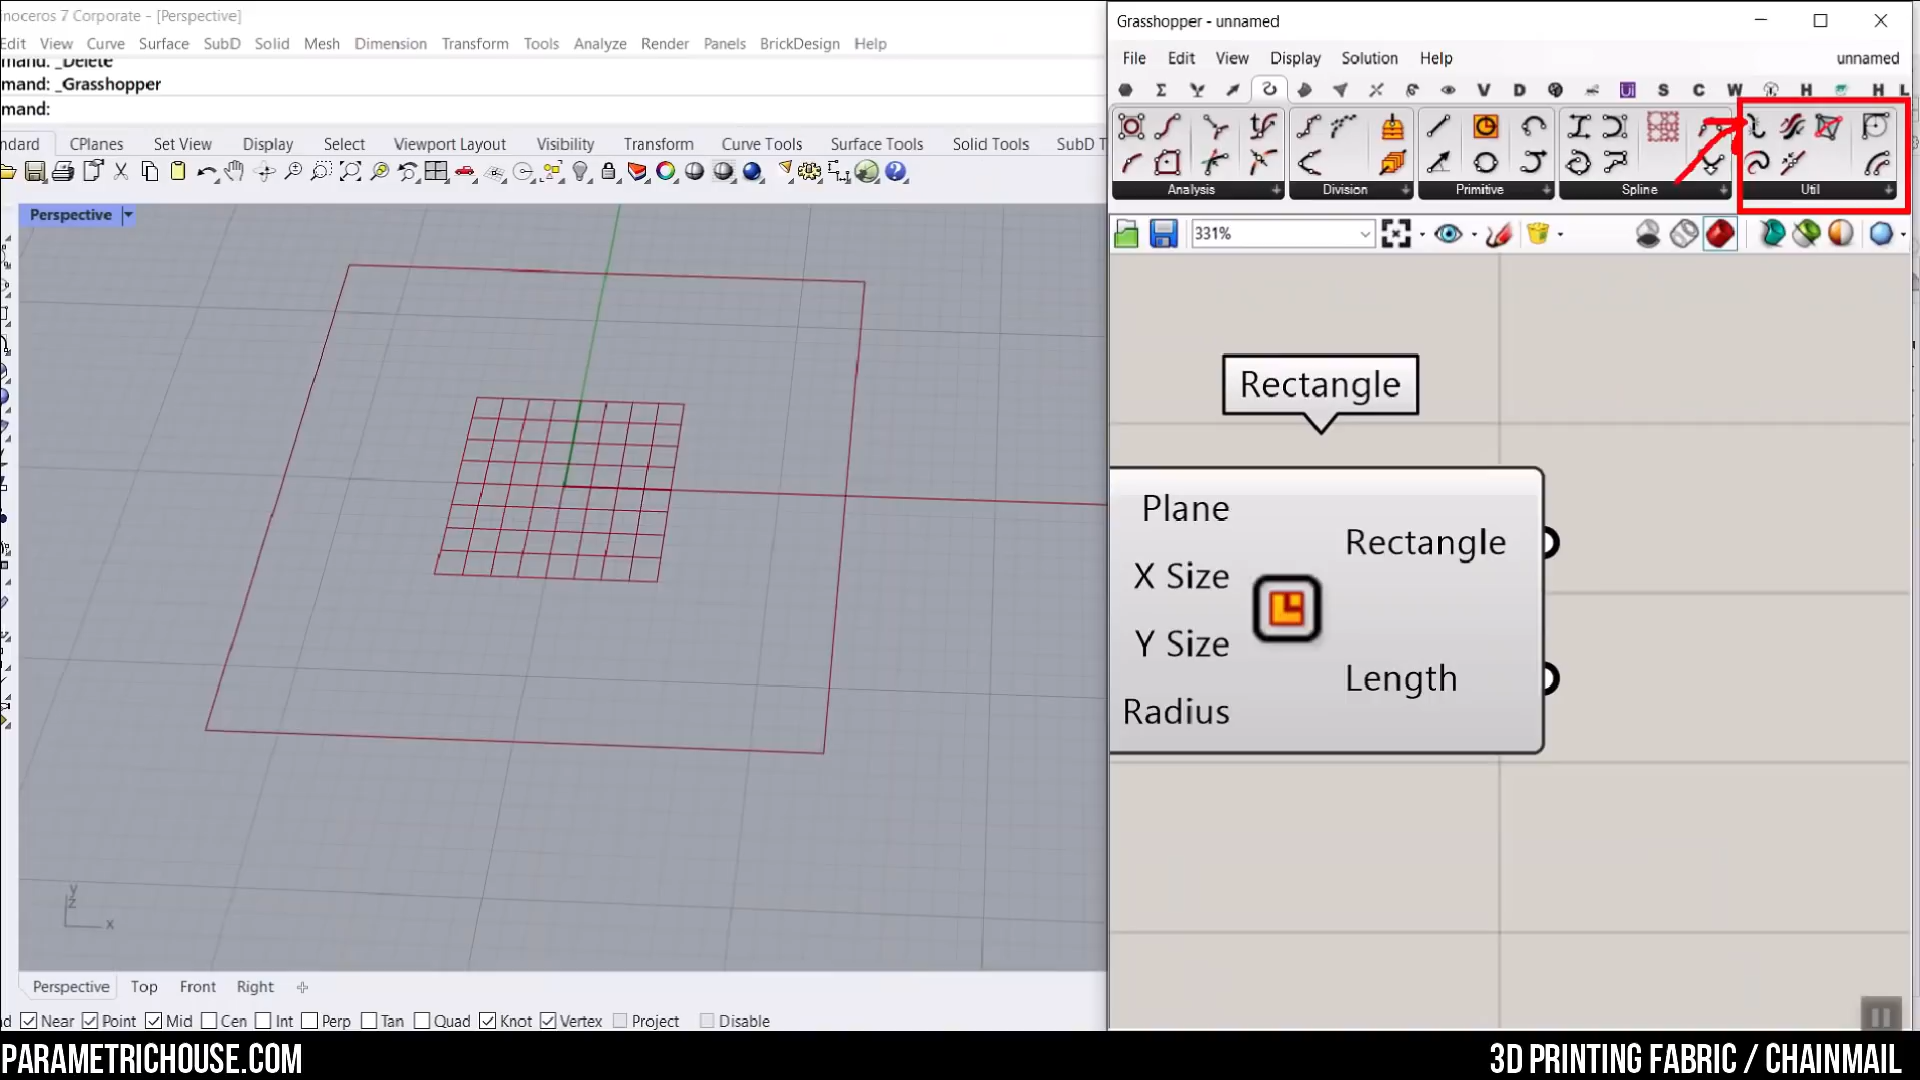 inoceros 7 Corporate - [Perspective]
Edit View Curve Surface SubD Solid Mesh Dimension Transform Tools Analyze Render Panels BrickDesign Help
mand: _Delete
mmand: _Grasshopper
mmand:
ndard CPlanes Set View Display Select Viewport Layout Visibility Transform Curve Tools Surface Tools Solid Tools SubD T
Perspective
y
z
x
Perspective Top Front Right
d Near Point Mid Cen Int Perp Tan Quad Knot Vertex Project Disable
Grasshopper - unnamed
File Edit View Display Solution Help unnamed
V D U S C W H H L
Analysis Division Primitive Spline Util
331%
Rectangle
Plane
X Size
Y Size
Radius
Rectangle
Length
PARAMETRICHOUSE.COM
3D PRINTING FABRIC / CHAINMAIL